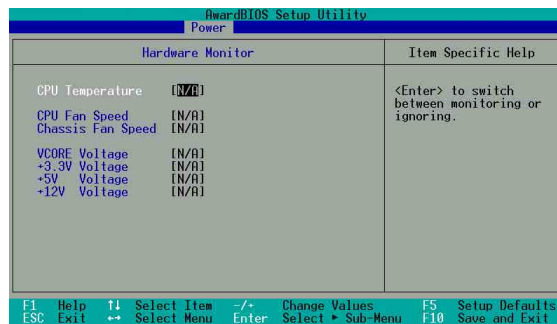 AwardBIOS Setup Utility
Power
Hardware Monitor
Item Specific Help
CPU Temperature [N/A]
<Enter> to switch
between monitoring or
ignoring.
CPU Fan Speed [N/A]
Chassis Fan Speed [N/A]
VCORE Voltage [N/A]
+3.3V Voltage [N/A]
+5V Voltage [N/A]
+12V Voltage [N/A]
F1 Help ↑↓ Select Item -/+ Change Values F5 Setup Defaults
ESC Exit ←→ Select Menu Enter Select ► Sub-Menu F10 Save and Exit